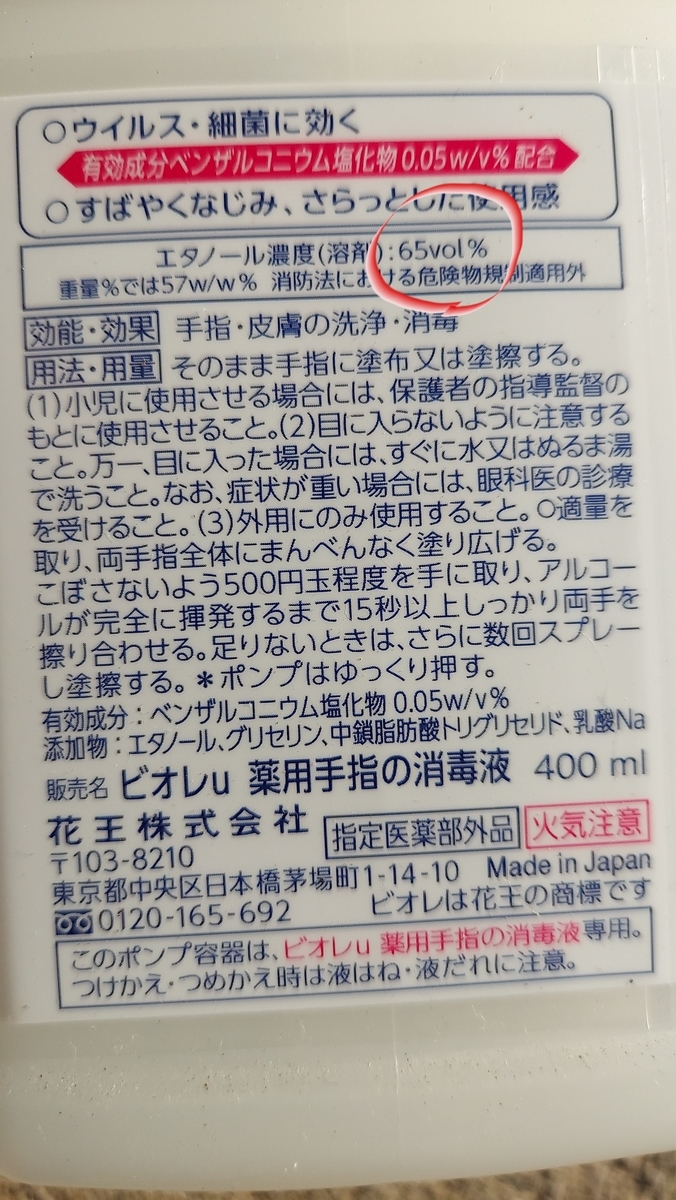 ○ウイルス・細菌に効く
有効成分ベンザルコニウム塩化物0.05w/v%配合
○すばやくなじみ、さらっとした使用感
エタノール濃度(溶剤):65vol%
重量%では57w/w% 消防法における危険物規制適用外
効能・効果 手指・皮膚の洗浄・消毒
用法・用量 そのまま手指に塗布又は塗擦する。
(1)小児に使用させる場合には、保護者の指導監督の
もとに使用させること。(2)目に入らないように注意する
こと。万一、目に入った場合には、すぐに水又はぬるま湯
で洗うこと。なお、症状が重い場合には、眼科医の診療
を受けること。(3)外用にのみ使用すること。○適量を
取り、両手指全体にまんべんなく塗り広げる。
こぼさないよう500円玉程度を手に取り、アルコー
ルが完全に揮発するまで15秒以上しっかり両手を
擦り合わせる。足りないときは、さらに数回スプレー
し塗擦する。*ポンプはゆっくり押す。
有効成分:ベンザルコニウム塩化物 0.05w/v%
添加物:エタノール、グリセリン、中鎖脂肪酸トリグリセリド、乳酸Na
販売名 ビオレu 薬用手指の消毒液 400 ml
花王株式会社 指定医薬部外品 火気注意
〒103-8210
東京都中央区日本橋茅場町1-14-10 Made in Japan
0120-165-692 ビオレは花王の商標です
このポンプ容器は、ビオレu 薬用手指の消毒液専用。
つけかえ・つめかえ時は液はね・液だれに注意。